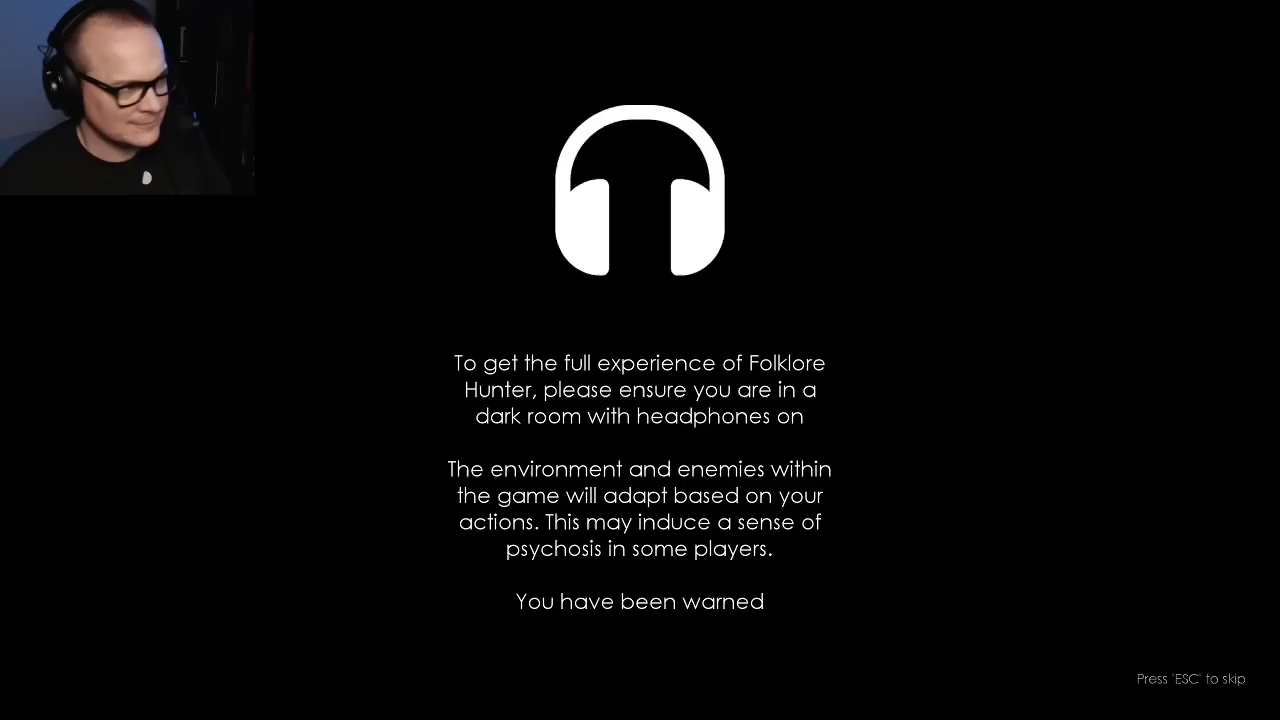 To get the full experience of Folklore
Hunter, please ensure you are in a
dark room with headphones on
The environment and enemies within
the game will adapt based on your
actions. This may induce a sense of
psychosis in some players.
You have been warned
Press 'ESC' to skip